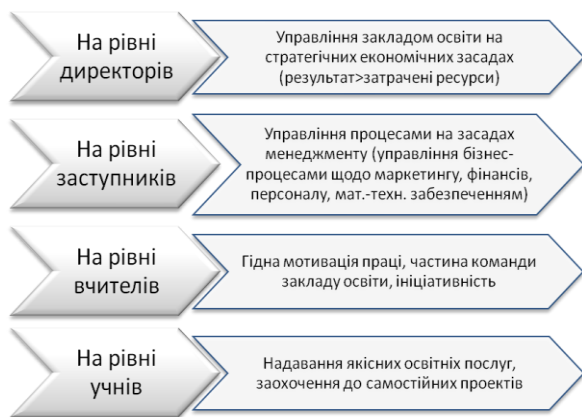 На рівні
директорів
Управління закладом освіти на
стратегічних економічних засадах
(результат>затрачені ресурси)
На рівні
заступників
Управління процесами на засадах
менеджменту (управління бізнес-
процесами щодо маркетингу, фінансів,
персоналу, мат.-техн. забезпеченням)
На рівні
вчителів
Гідна мотивація праці, частина команди
закладу освіти, ініціативність
На рівні
учнів
Надавання якісних освітніх послуг,
заохочення до самостійних проектів